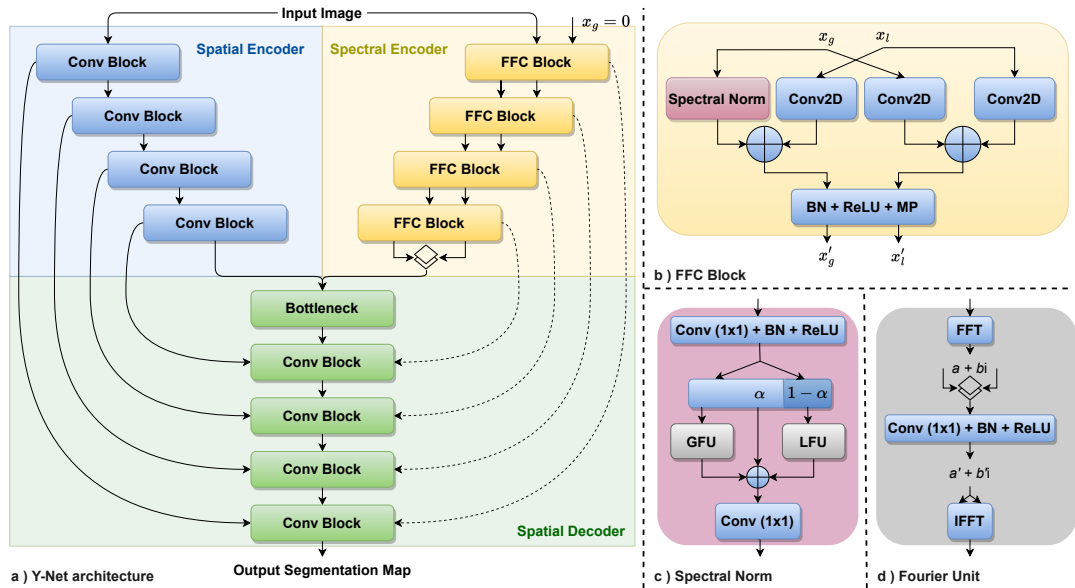 Input Image
x_g = 0
Spatial Encoder
Spectral Encoder
Conv Block
Conv Block
Conv Block
Conv Block
FFC Block
FFC Block
FFC Block
FFC Block
Bottleneck
Conv Block
Conv Block
Conv Block
Conv Block
Spatial Decoder
Output Segmentation Map
a ) Y-Net architecture
x_g x_l
Spectral Norm Conv2D Conv2D Conv2D
BN + ReLU + MP
x'_g x'_l
b ) FFC Block
Conv (1x1) + BN + ReLU
α 1 − α
GFU LFU
Conv (1x1)
c ) Spectral Norm
FFT
a + bi
Conv (1x1) + BN + ReLU
a' + b'i
IFFT
d ) Fourier Unit